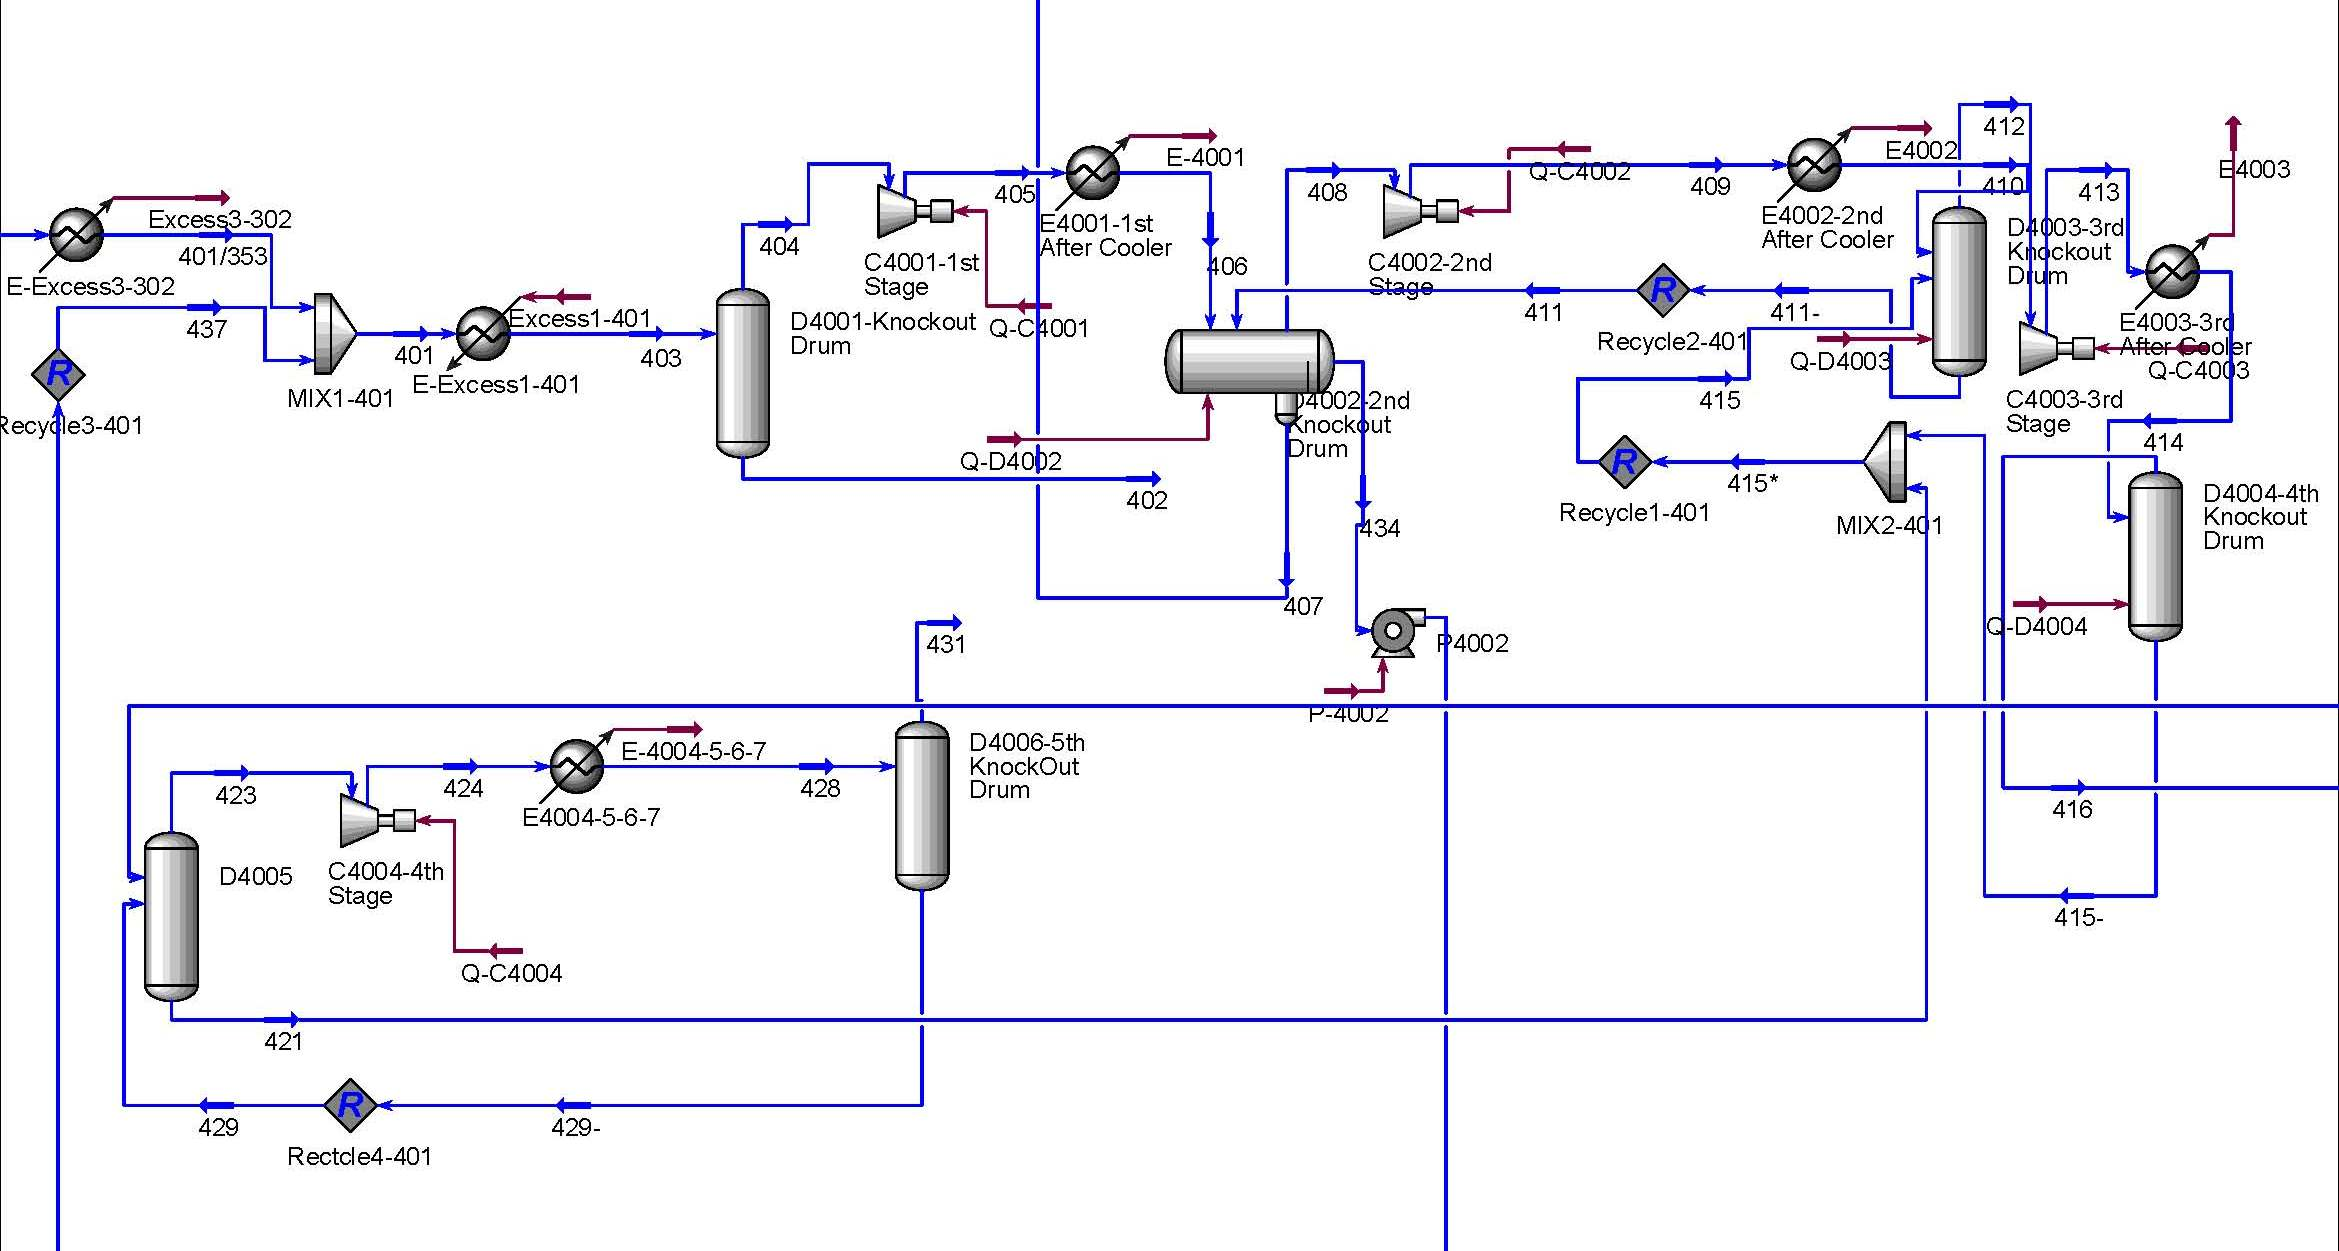 412
E-4001
E4002
405
408
Q-C4002
409
410
413
E4003
Excess3-302
401/353
404
E4001-1st
After Cooler
E4002-2nd
After Cooler
D4003-3rd
Knockout
Drum
E-Excess3-302
C4001-1st
Stage
406
C4002-2nd
Stage
437
Excess1-401
D4001-Knockout
Drum
Q-C4001
411
R
411-
Recycle2-401
E4003-3rd
After Cooler
Q-C4003
401
403
E-Excess1-401
Q-D4003
R
MIX1-401
Recycle3-401
D4002-2nd
Knockout
Drum
415
C4003-3rd
Stage
414
Q-D4002
402
R
415*
Recycle1-401
MIX2-401
D4004-4th
Knockout
Drum
434
407
Q-D4004
431
P4002
P-4002
D4006-5th
KnockOut
Drum
E-4004-5-6-7
423
424
428
E4004-5-6-7
416
D4005
C4004-4th
Stage
415-
Q-C4004
421
R
429
429-
Rectcle4-401